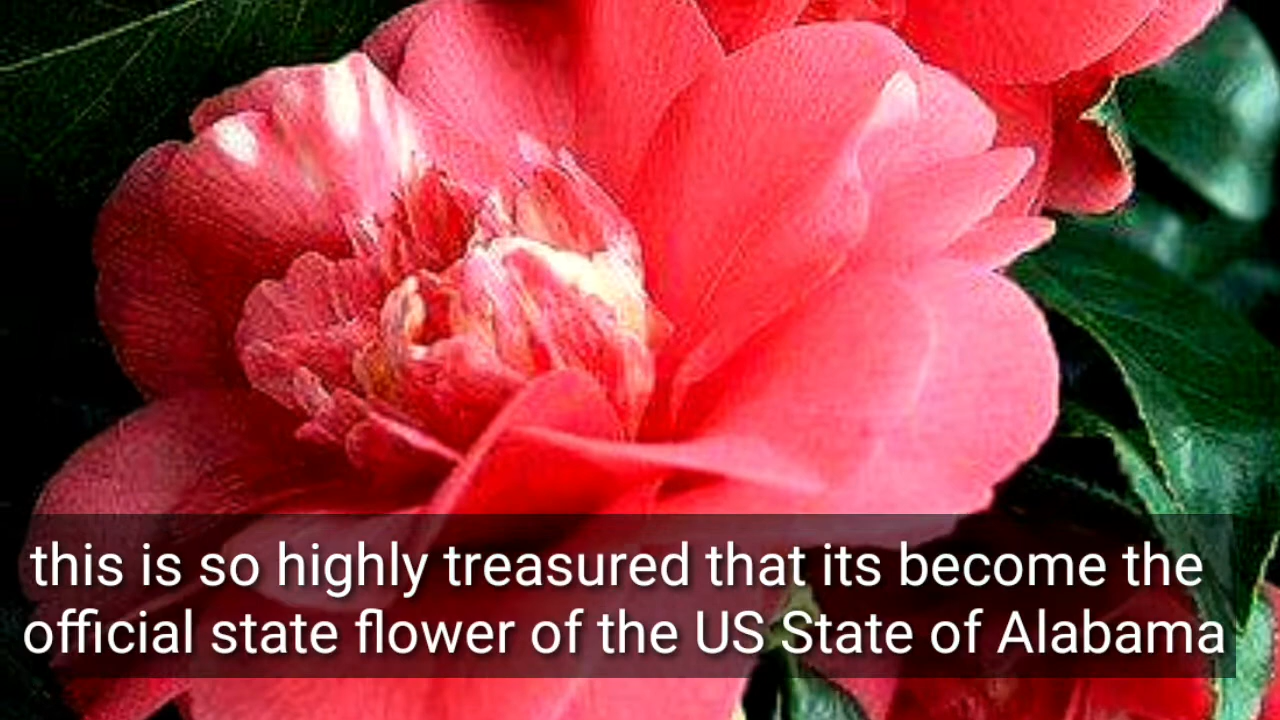 this is so highly treasured that its become the
official state flower of the US State of Alabama